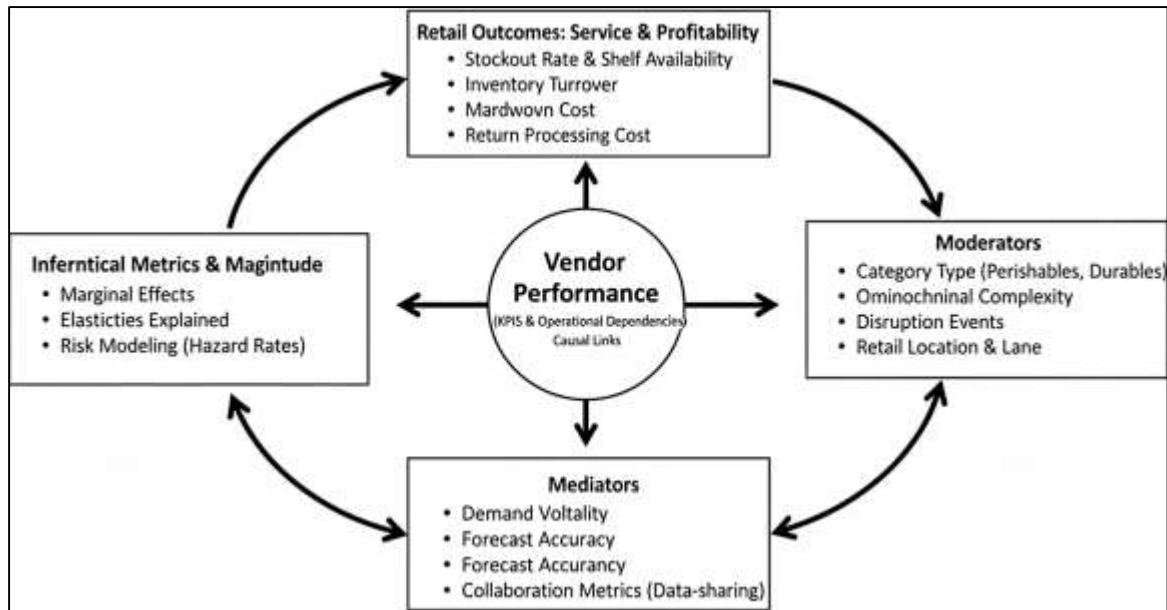 Retail Outcomes: Service & Profitability
• Stockout Rate & Shelf Availability
• Inventory Turrover
• Mardwovn Cost
• Return Processing Cost
Inferntical Metrics & Magintude
• Marginal Effects
• Elasticties Explained
• Risk Modeling (Hazard Rates)
Vendor
Performance
(KPIS & Operational Dependencies)
Causal Links
Moderators
• Category Type (Perishables, Durables)
• Ominochninal Complexity
• Disruption Events
• Retail Location & Lane
Mediators
• Demand Voltality
• Forecast Accuracy
• Forecast Accurancy
• Collaboration Metrics (Data-sharing)